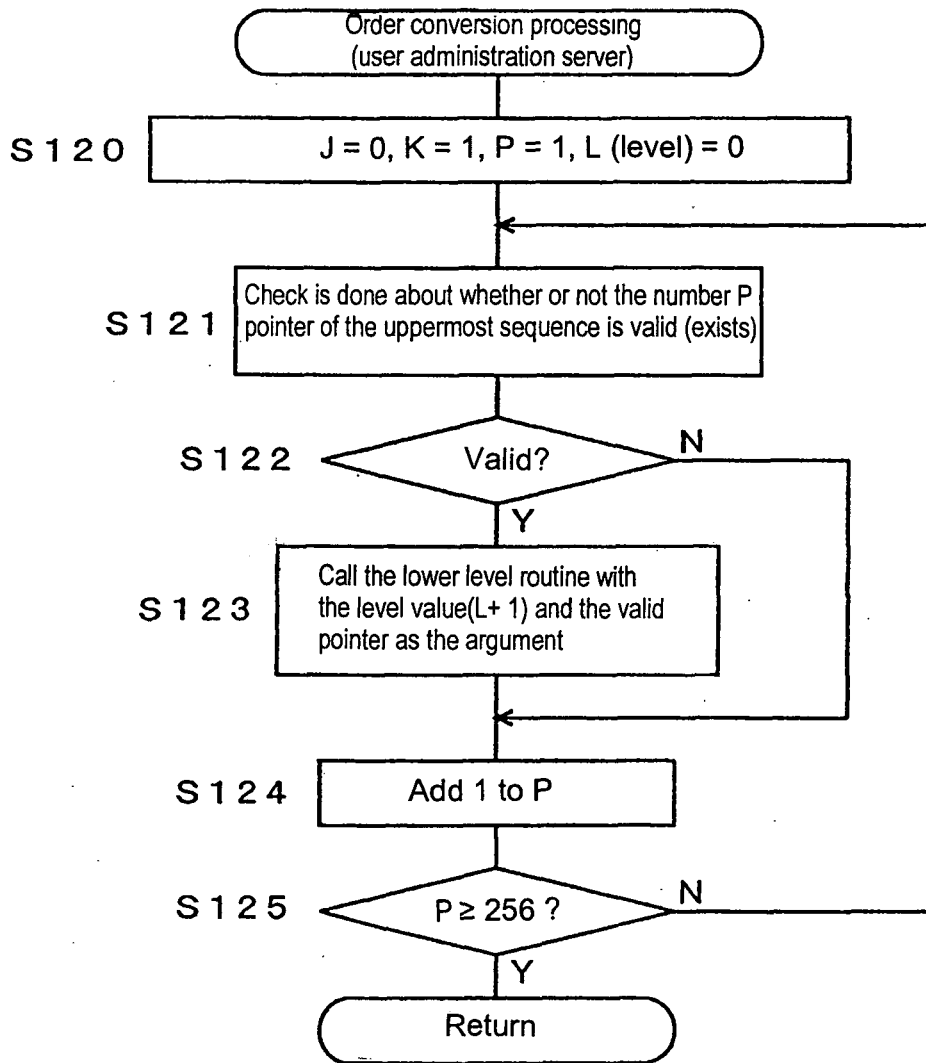 Order conversion processing
(user administration server)
S120
J = 0, K = 1, P = 1, L (level) = 0
S121
Check is done about whether or not the number P
pointer of the uppermost sequence is valid (exists)
S122
Valid?
N
Y
S123
Call the lower level routine with
the level value(L+ 1) and the valid
pointer as the argument
S124
Add 1 to P
S125
P ≥ 256 ?
N
Y
Return